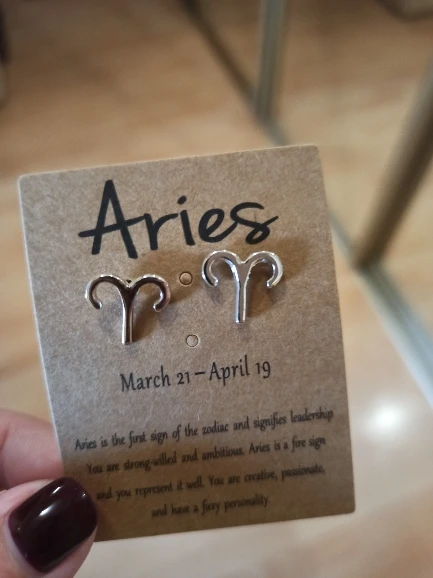 Aries
March 21-April 19
Aries is the first sign of the zodiac and signifies leadership
You are strong-willed and ambitious. Aries is a fire sign
and you represent it well. You are creative, passionate,
and have a fiery personality.